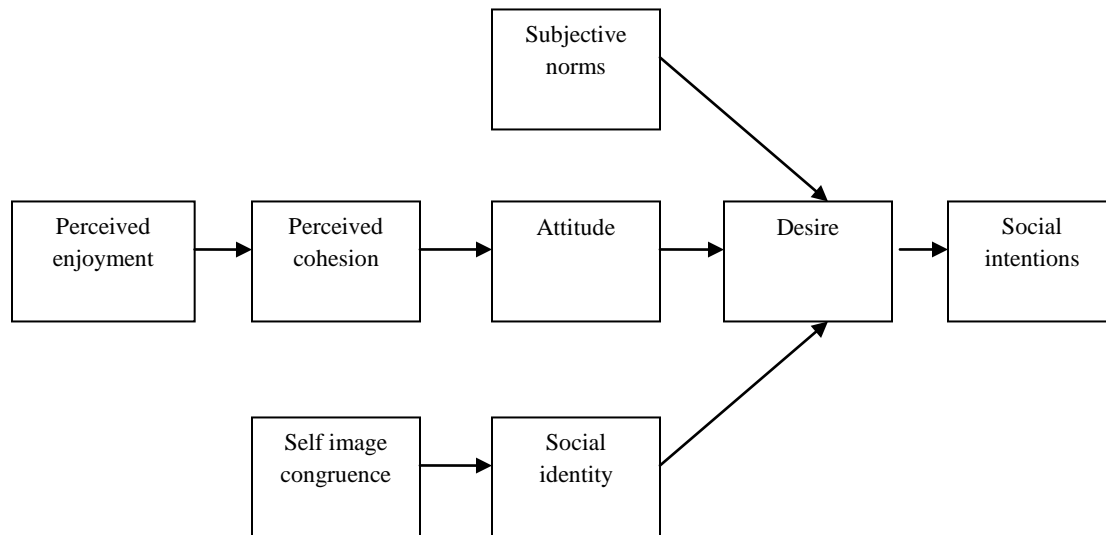 Subjective
norms
Perceived
enjoyment
Perceived
cohesion
Attitude
Desire
Social
intentions
Self image
congruence
Social
identity